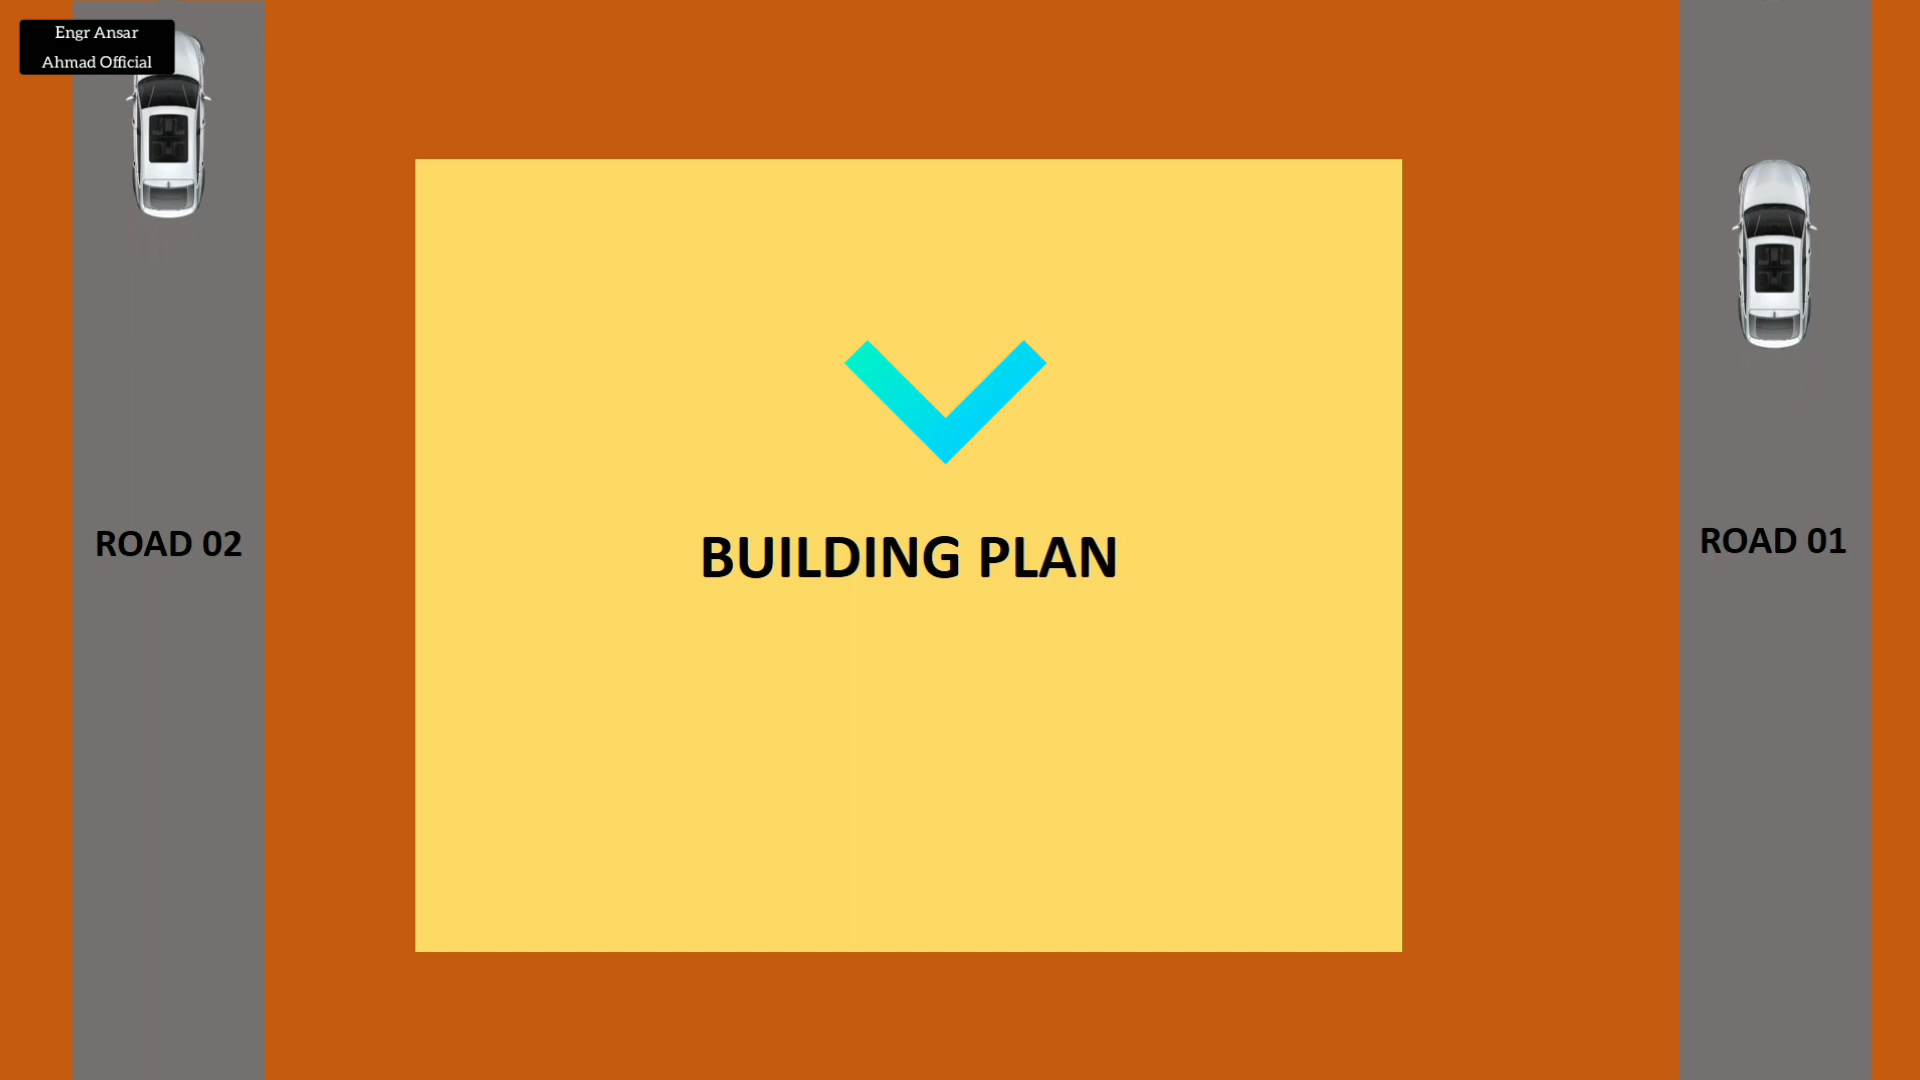 Engr Ansar
Ahmad Official
BUILDING PLAN
ROAD 02
ROAD 01